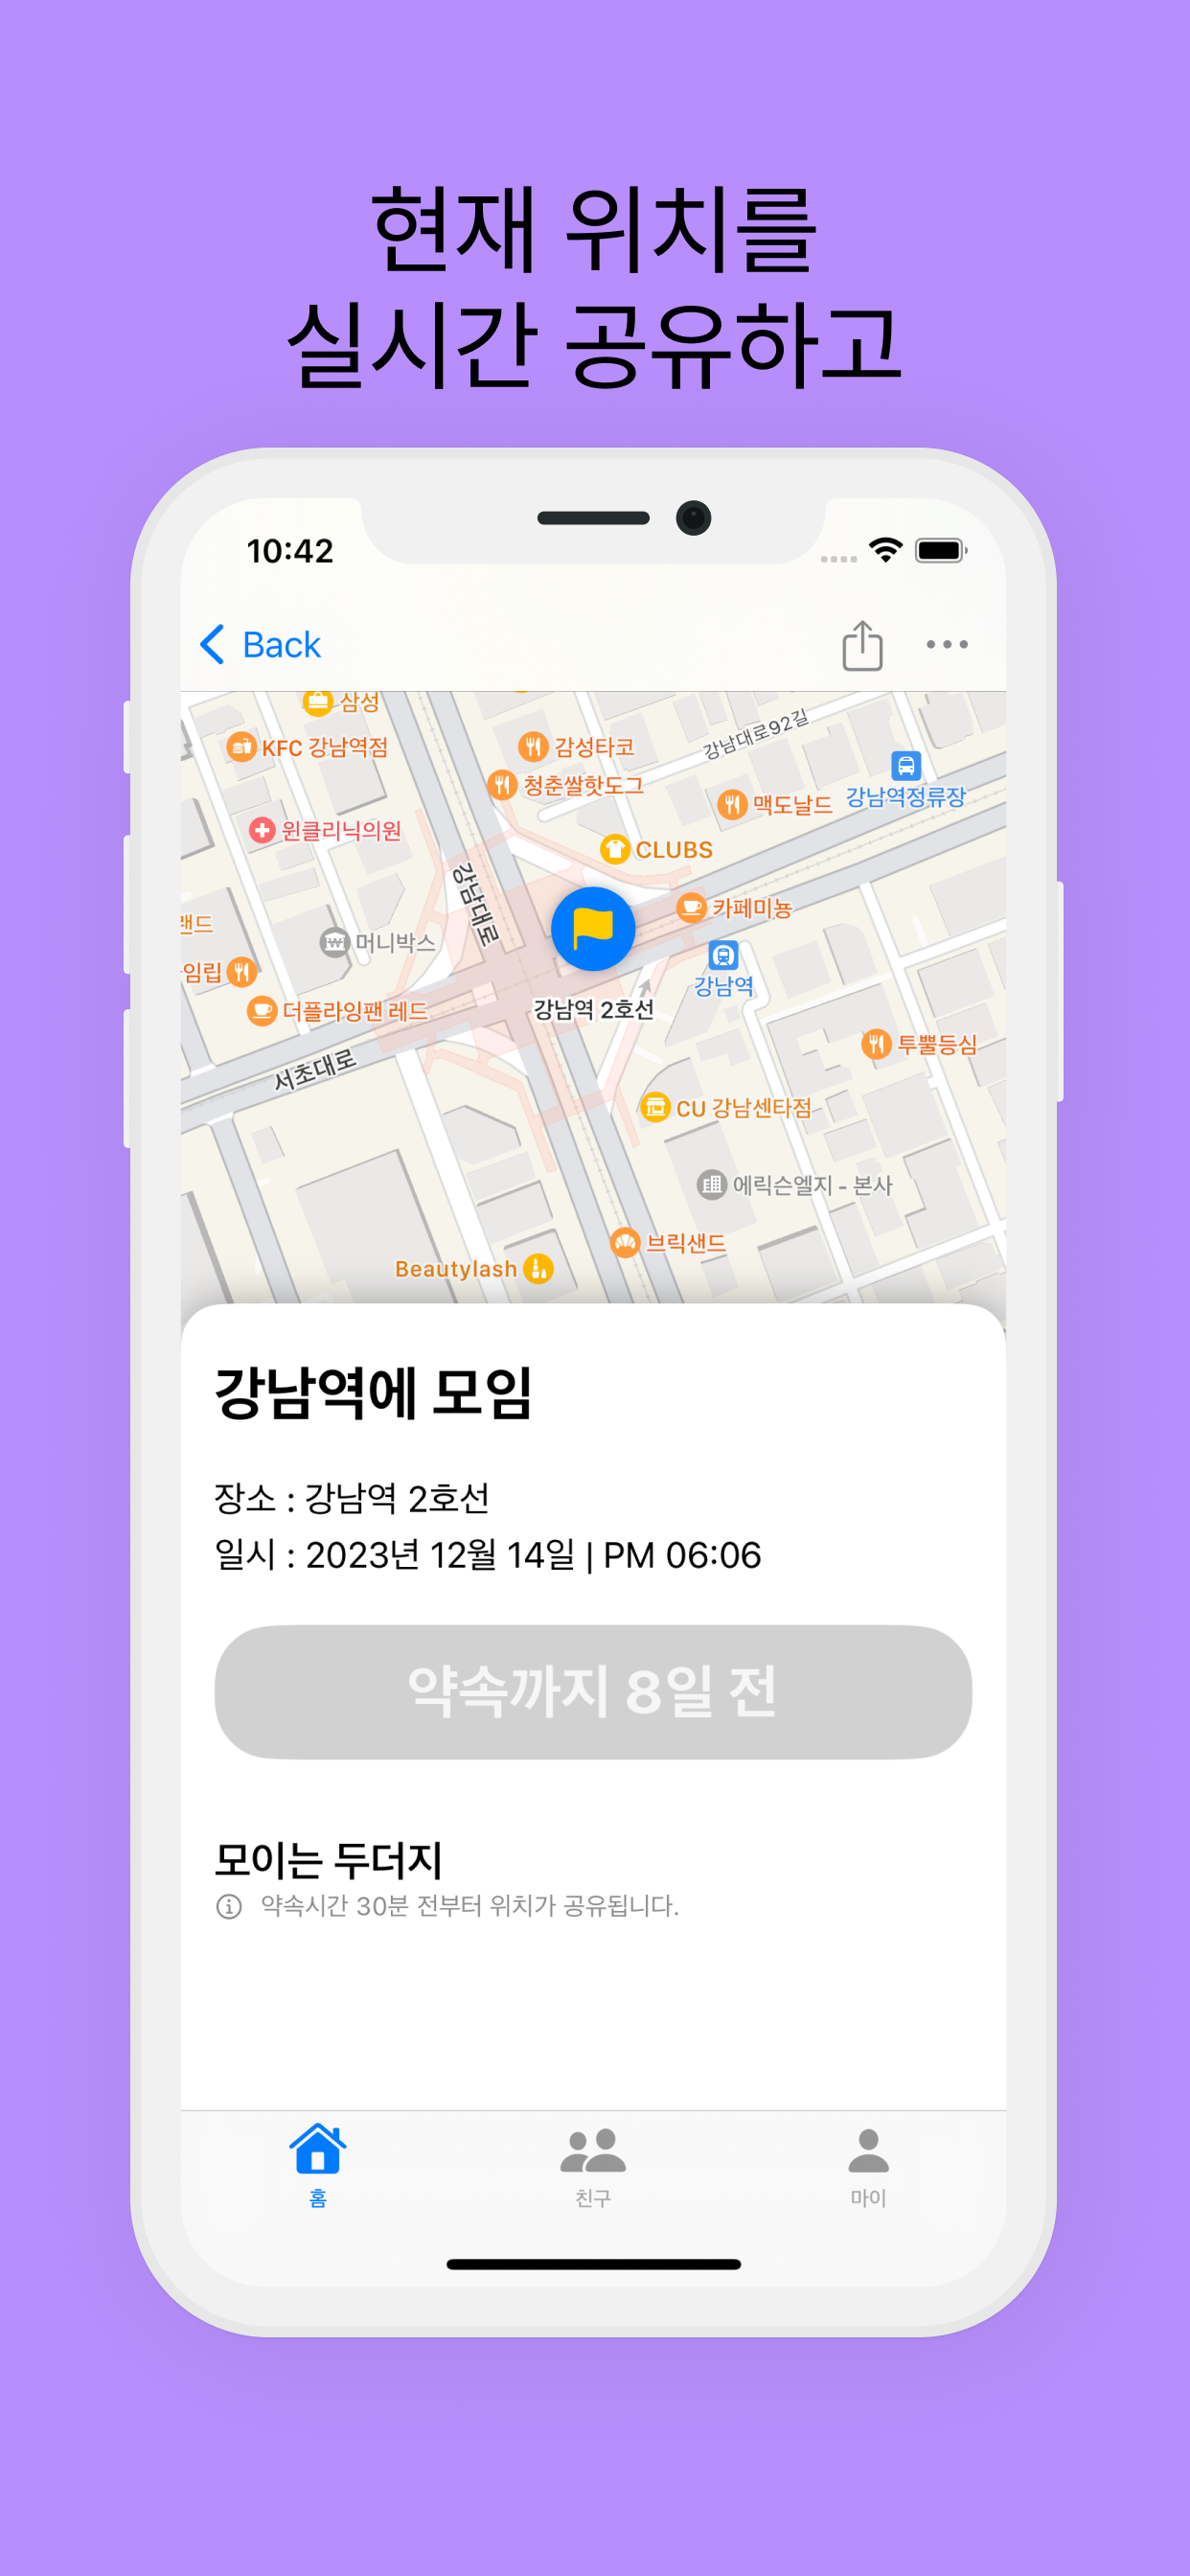 현재 위치를
실시간 공유하고
10:42
Back
삼성
KFC 강남역점
감성타코
강남대로92길
청춘쌀핫도그
맥도날드
강남역정류장
윈클리닉의원
CLUBS
강남대로
카페미뇽
랜드
머니박스
강남역
임립
더플라잉팬 레드
강남역 2호선
서초대로
투뿔등심
CU 강남센타점
에릭슨엘지 - 본사
브릭샌드
Beautylash
강남역에 모임
장소 : 강남역 2호선
일시 : 2023년 12월 14일 | PM 06:06
약속까지 8일 전
모이는 두더지
약속시간 30분 전부터 위치가 공유됩니다.
홈
친구
마이